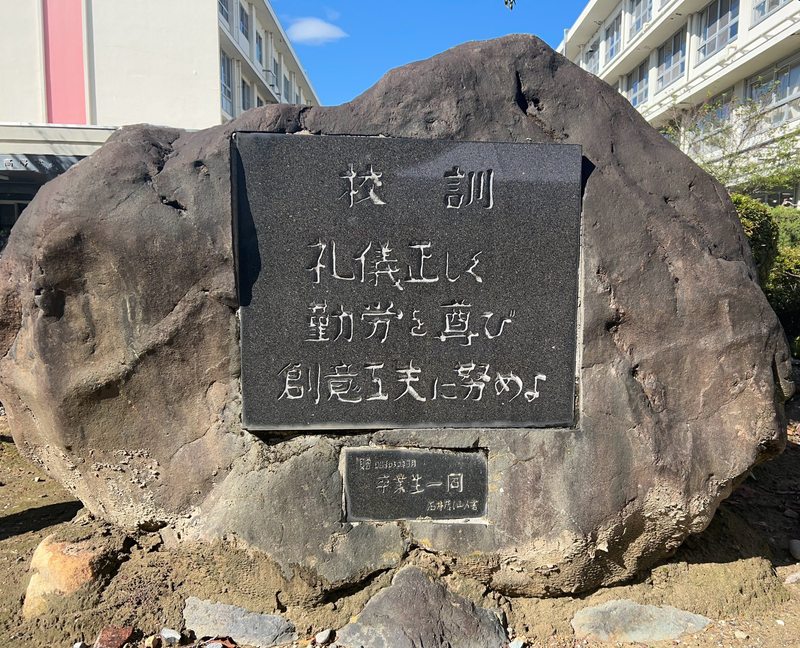 校訓
礼儀正しく
勤労を尊び
創意工夫に努めよ
贈
卒業生一同